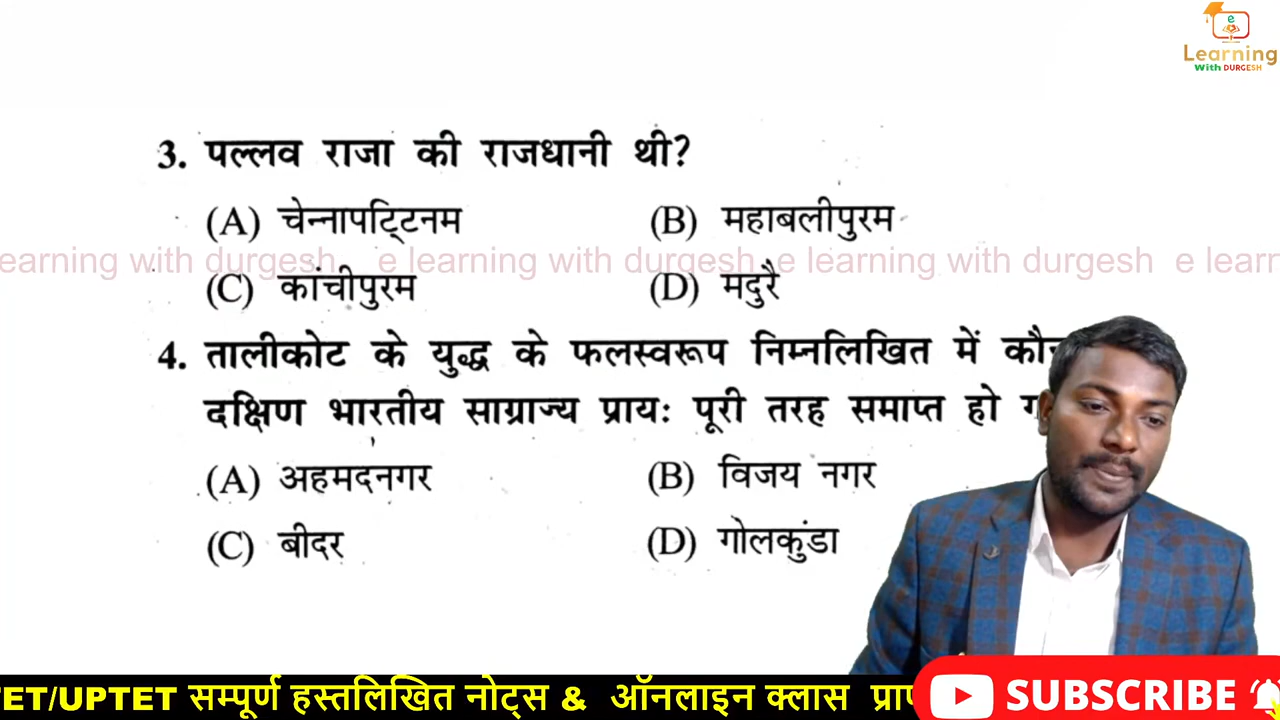 e
Learning
With DURGESH
3. पल्लव राजा की राजधानी थी?
(A) चेन्नापट्टिनम (B) महाबलीपुरम
earning with durgesh e learning with durgesh e learning with durgesh e learn
(C) कांचीपुरम (D) मदुरै
4. तालीकोट के युद्ध के फलस्वरूप निम्नलिखित में
दक्षिण भारतीय साग्राज्य प्रायः पूरी तरह समाप्त हो
(A) अहमदनगर (B) विजय नगर
(C) बीदर (D) गोलकुंडा
TET/UPTET सम्पूर्ण हस्तलिखित नोट्स & ऑनलाइन क्लास
SUBSCRIBE